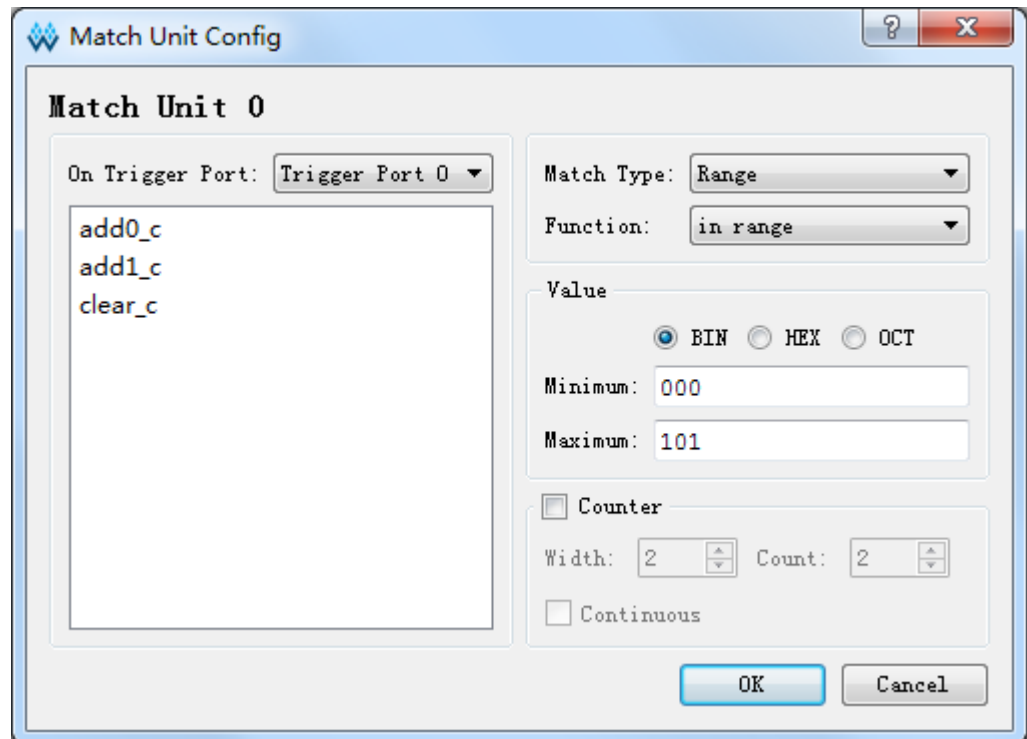 Match Unit Config
Match Unit 0
On Trigger Port: Trigger Port 0
add0_c
add1_c
clear_c
Match Type: Range
Function: in range
Value
BIN HEX OCT
Minimum: 000
Maximum: 101
Counter
Width: 2 Count: 2
Continuous
OK Cancel